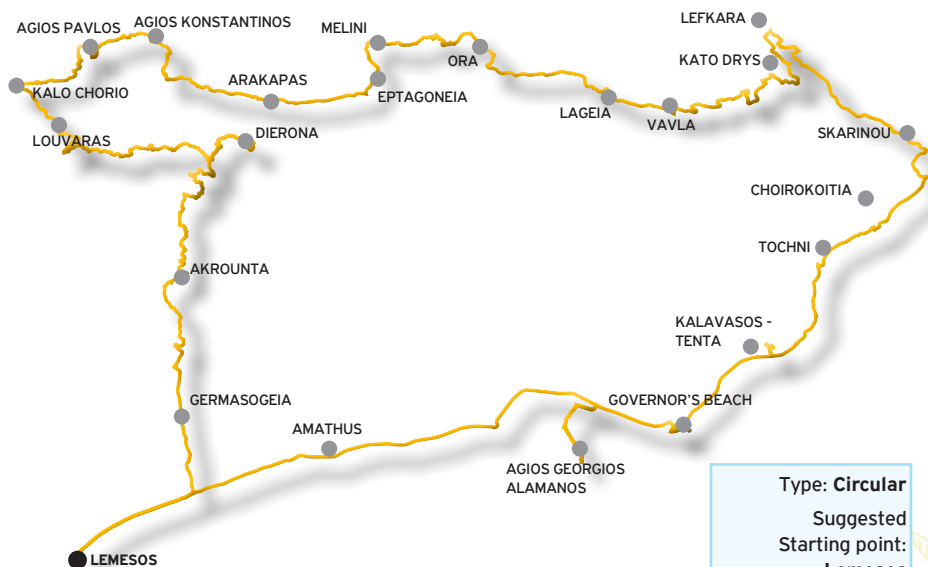 AGIOS KONSTANTINOS
LEFKARA
AGIOS PAVLOS
MELINI
ORA
KATO DRYS
KALO CHORIO
ARAKAPAS
EPTAGONEIA
LAGEIA
VAVLA
SKARINOU
LOUVARAS
DIERONA
CHOIROKOITIA
TOCHNI
AKROUNTA
KALAVASOS -
TENTA
GERMASOGEIA
GOVERNOR'S BEACH
AMATHUS
AGIOS GEORGIOS
ALAMANOS
LEMESOS
Type: Circular
Suggested
Starting point:
Lemesos